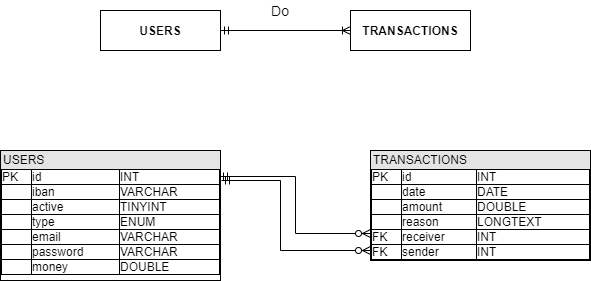 Do
USERS
TRANSACTIONS
USERS
PK id INT
iban VARCHAR
active TINYINT
type ENUM
email VARCHAR
password VARCHAR
money DOUBLE
TRANSACTIONS
PK id INT
date DATE
amount DOUBLE
reason LONGTEXT
FK receiver INT
FK sender INT